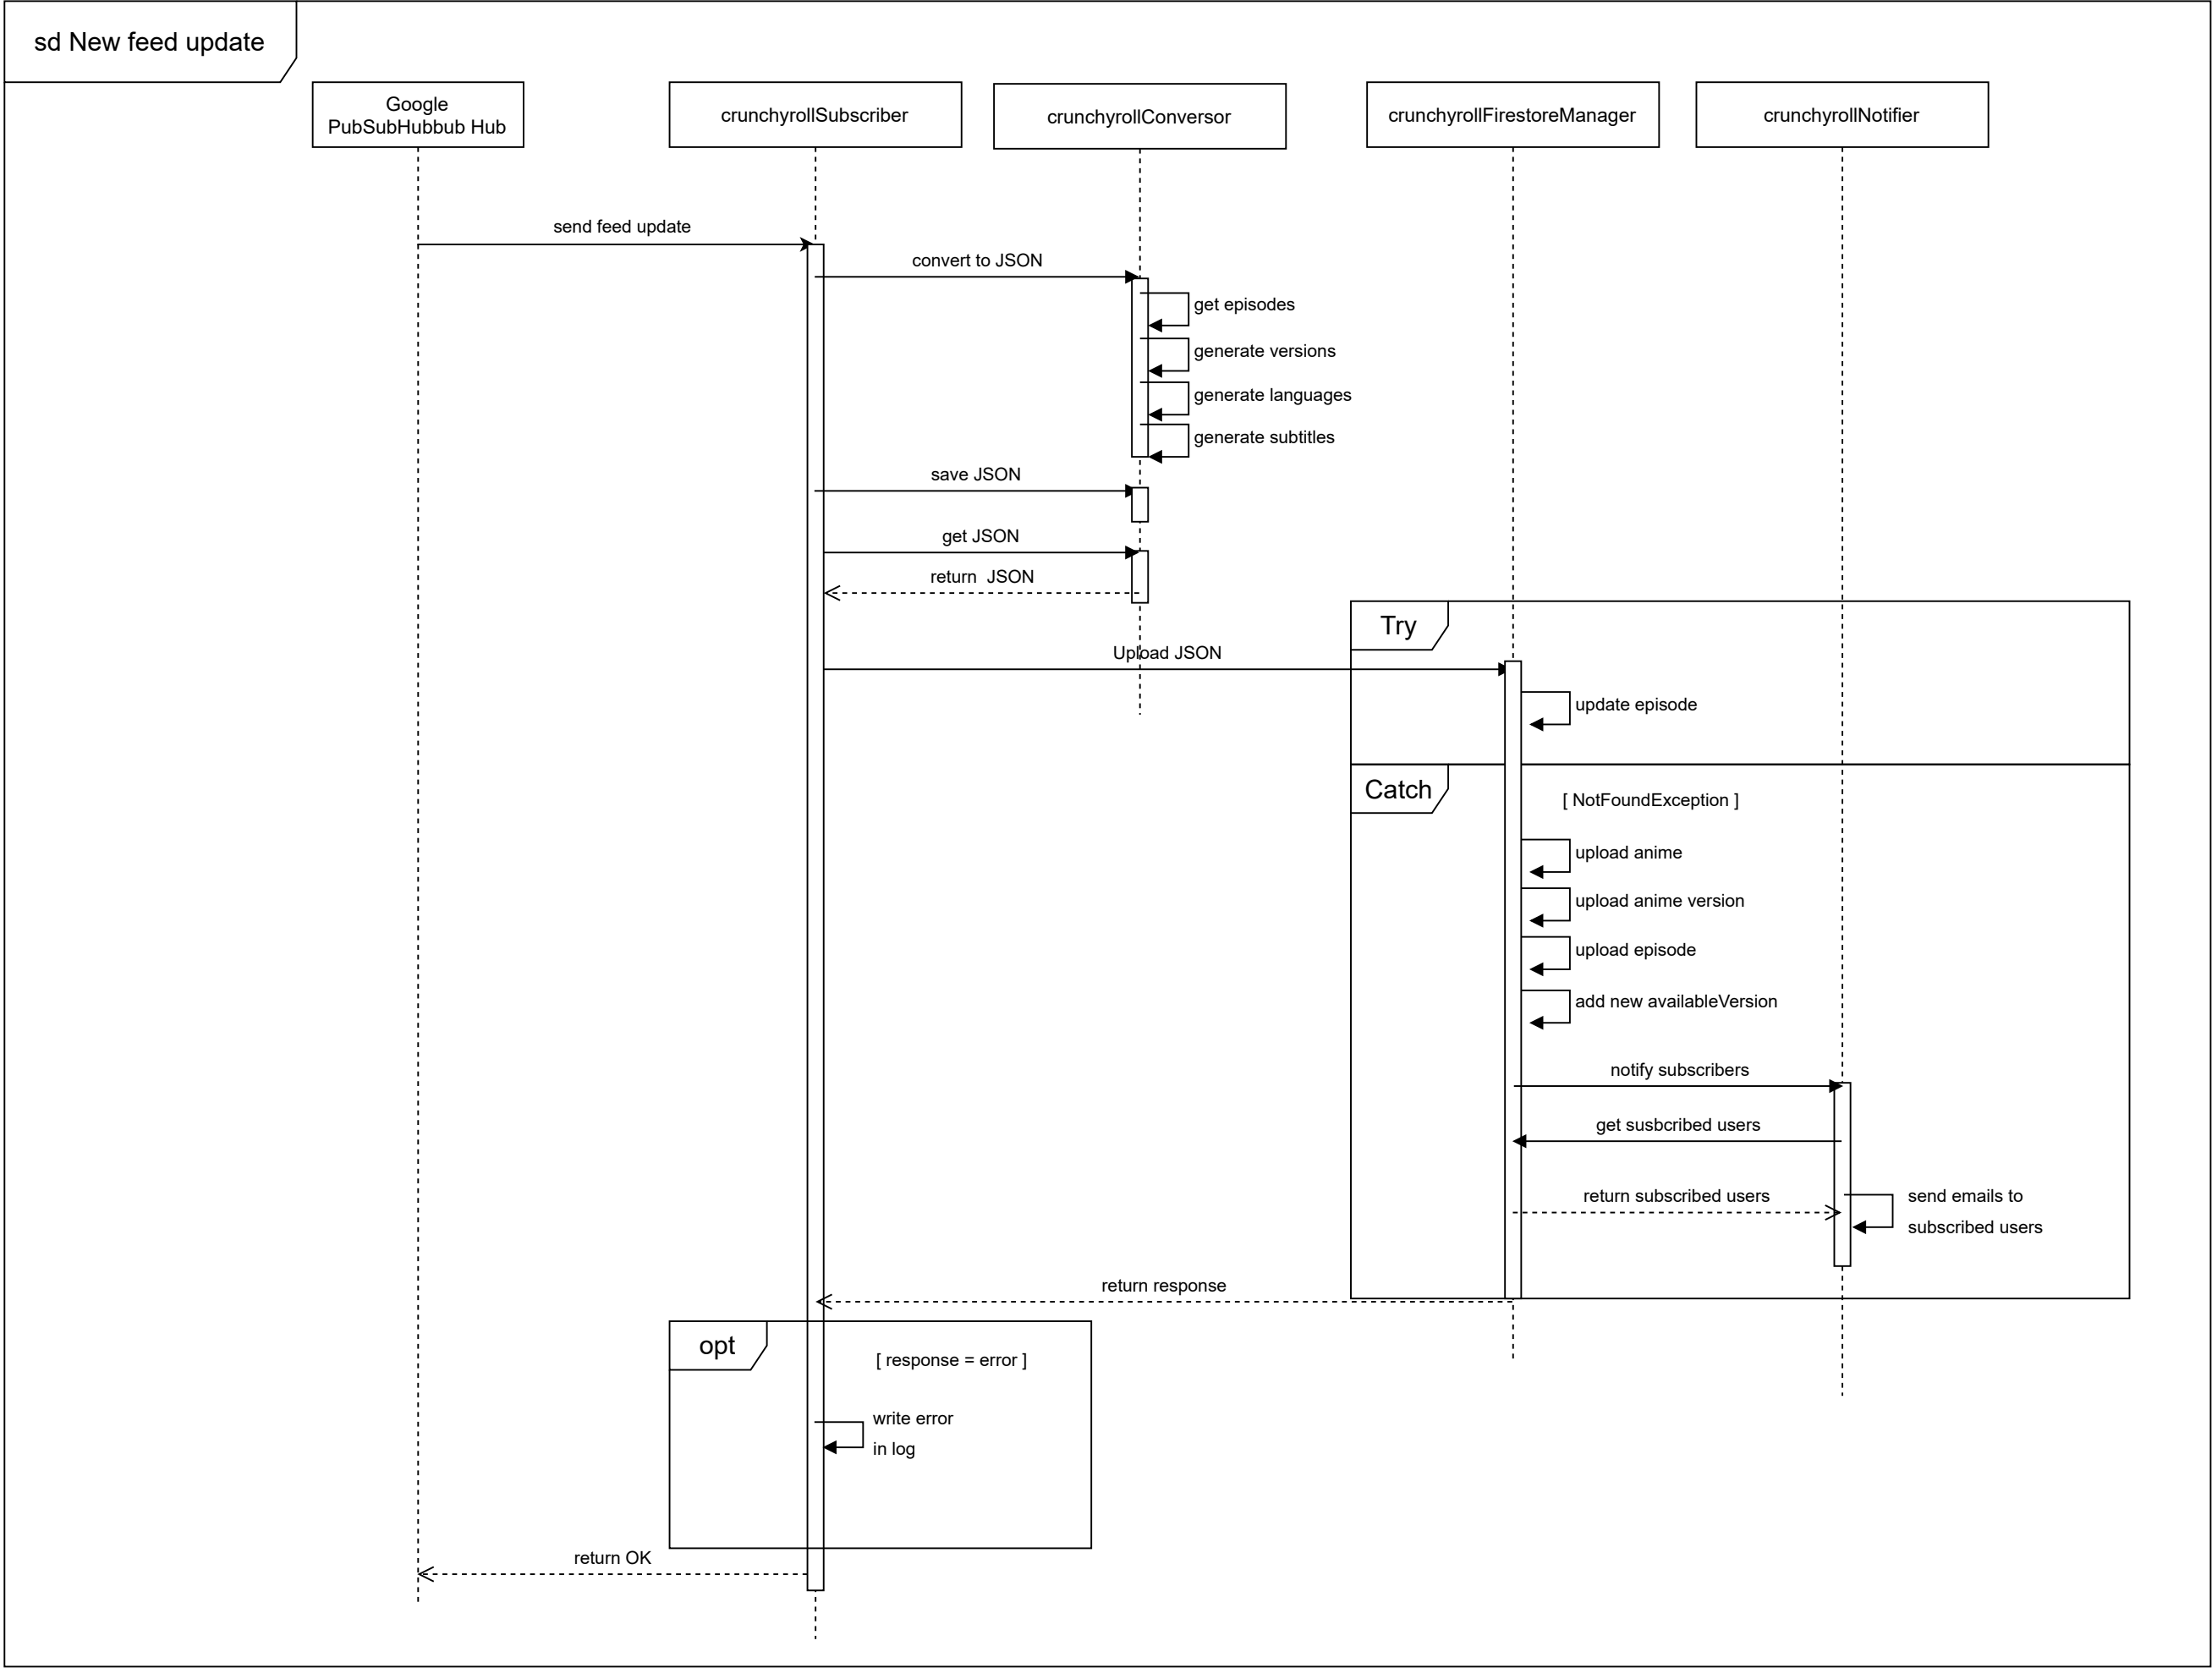 sd New feed update
Google
PubSubHubbub Hub
crunchyrollSubscriber
crunchyrollConversor
crunchyrollFirestoreManager
crunchyrollNotifier
send feed update
convert to JSON
get episodes
generate versions
generate languages
generate subtitles
save JSON
get JSON
return  JSON
Try
Upload JSON
update episode
Catch
[ NotFoundException ]
upload anime
upload anime version
upload episode
add new availableVersion
notify subscribers
get susbcribed users
return subscribed users
send emails to
subscribed users
return response
opt
[ response = error ]
write error
in log
return OK